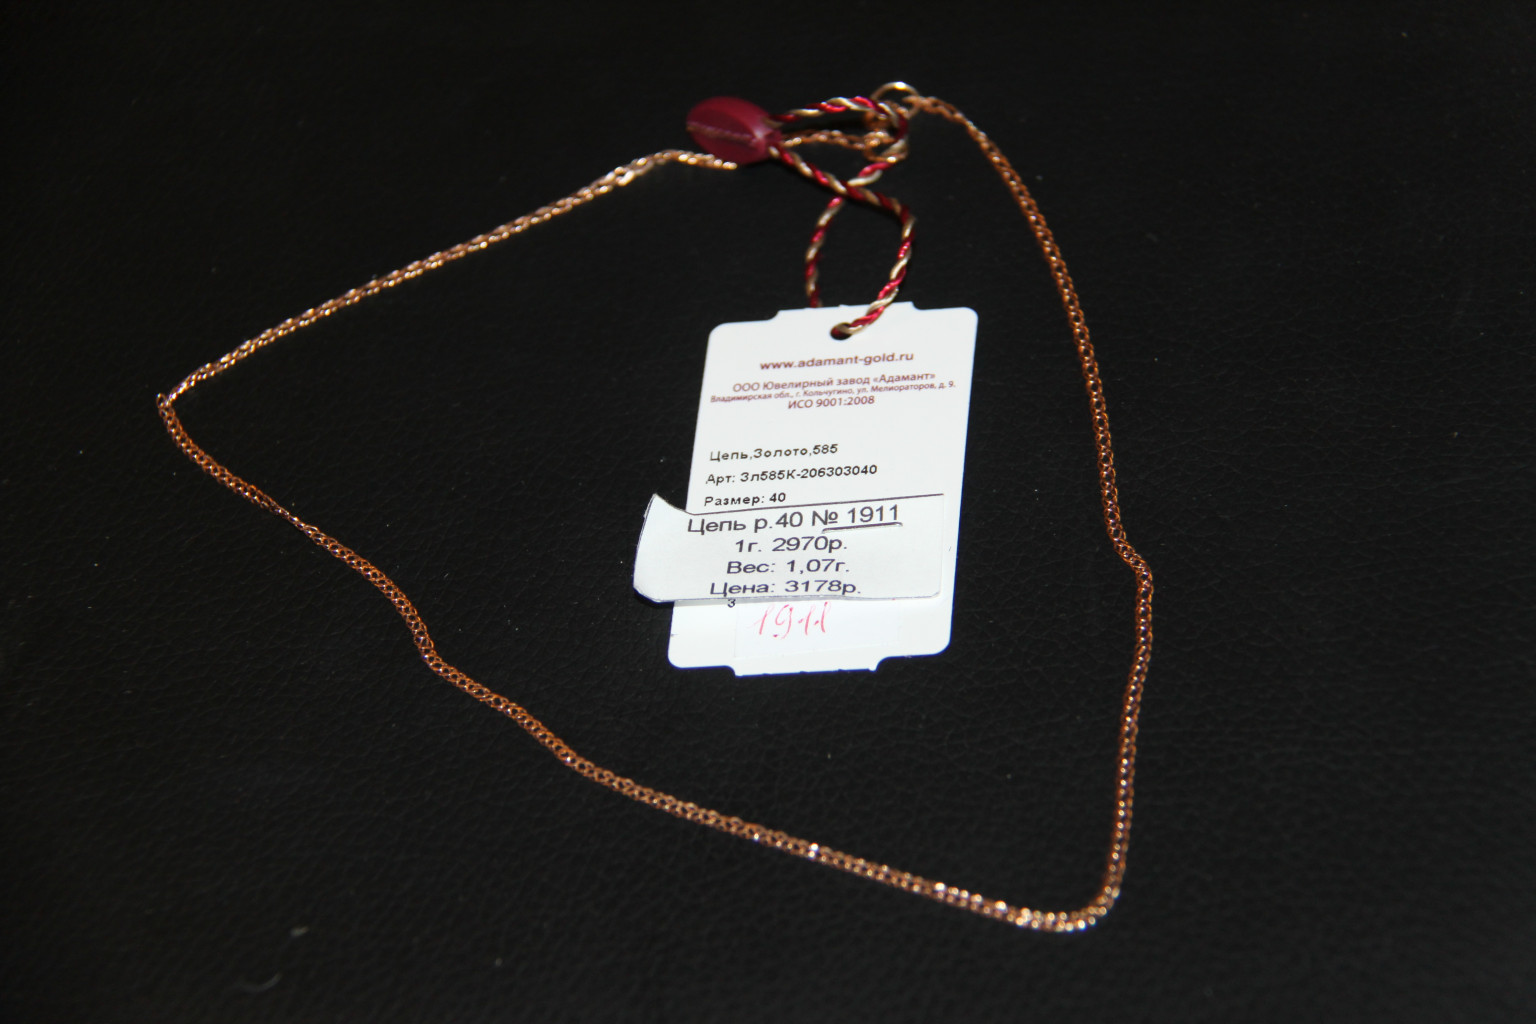 www.adamant-gold.ru
ООО Ювелирный завод «Адамант»
Владимирская обл., г. Кольчугино, ул. Мелиораторов, д. 9.
ИСО 9001:2008
Цепь,Золото,585
Арт: Зл585К-206303040
Размер: 40
Цепь р.40 № 1911
1г. 2970р.
Вес: 1,07г.
Цена: 3178р.
3
1911